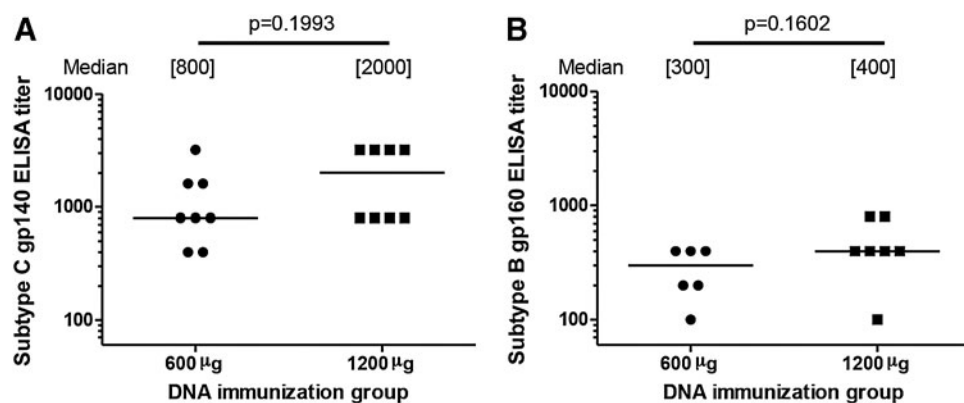 A
p=0.1993
Median [800] [2000]
Subtype C gp140 ELISA titer
10000
1000
100
600 µg 1200 µg
DNA immunization group
B
p=0.1602
Median [300] [400]
Subtype B gp160 ELISA titer
10000
1000
100
600 µg 1200 µg
DNA immunization group